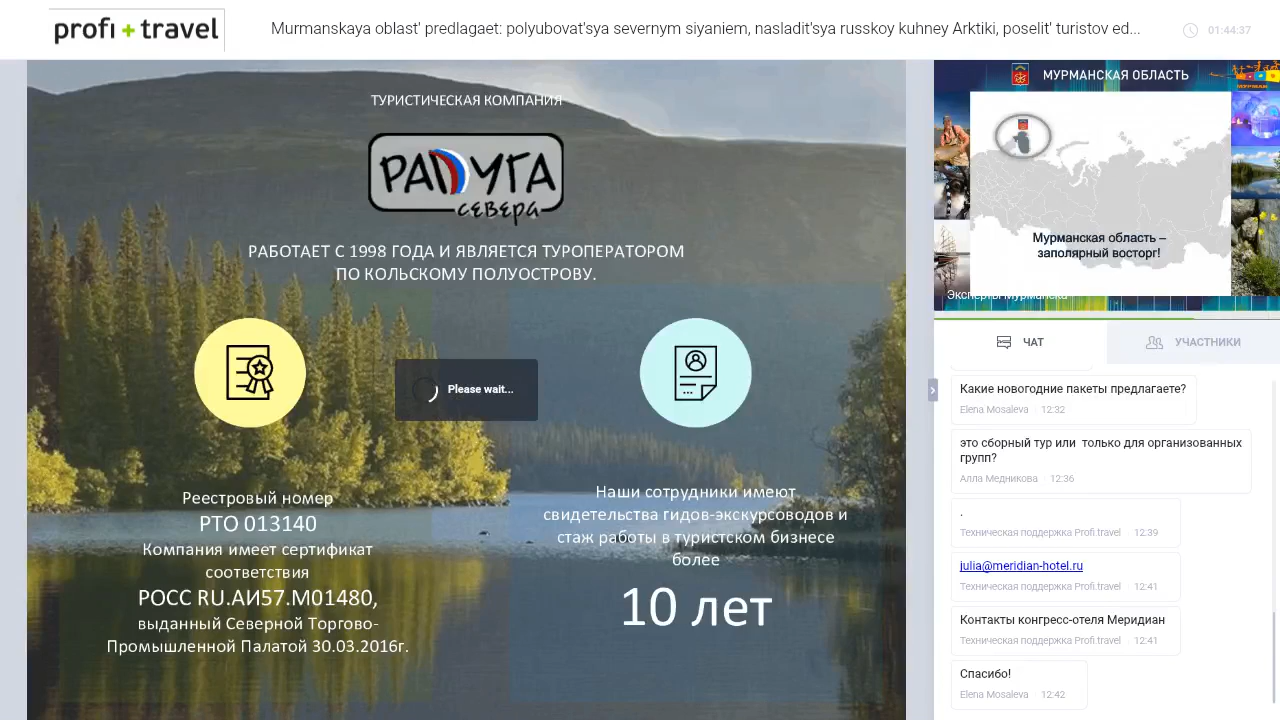 profi + travel
Murmanskaya oblast' predlagaet: polyubovat'sya severnym siyaniem, nasladit'sya russkoy kuhney Arktiki, poselit' turistov ed...
01:44:37
ТУРИСТИЧЕСКАЯ КОМПАНИЯ
РАДУГА
севера
РАБОТАЕТ С 1998 ГОДА И ЯВЛЯЕТСЯ ТУРОПЕРАТОРОМ
ПО КОЛЬСКОМУ ПОЛУОСТРОВУ.
Please wait...
Реестровый номер
РТО 013140
Компания имеет сертификат
соответствия
РОСС RU.АИ57.М01480,
выданный Северной Торгово-
Промышленной Палатой 30.03.2016г.
Наши сотрудники имеют
свидетельства гидов-экскурсоводов и
стаж работы в туристском бизнесе
более
10 лет
МУРМАНСКАЯ ОБЛАСТЬ
Мурманская область –
заполярный восторг!
Эксперты Мурманска
ЧАТ
УЧАСТНИКИ
Какие новогодние пакеты предлагаете?
Elena Mosaleva · 12:32
это сборный тур или  только для организованных
групп?
Алла Медникова · 12:36
.
Техническая поддержка Profi.travel · 12:39
julia@meridian-hotel.ru
Техническая поддержка Profi.travel · 12:41
Контакты конгресс-отеля Меридиан
Техническая поддержка Profi.travel · 12:41
Спасибо!
Elena Mosaleva · 12:42